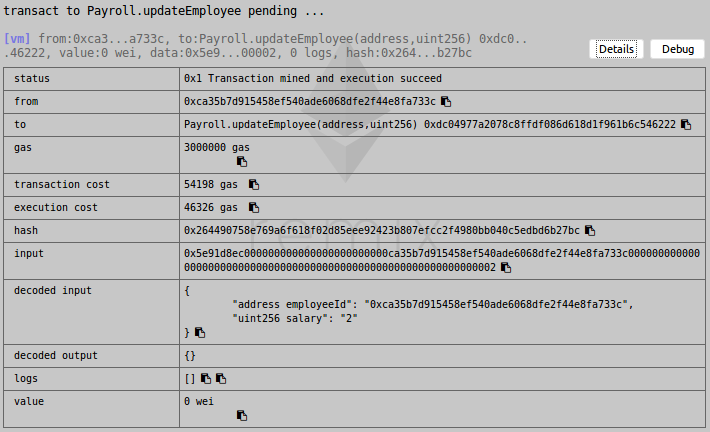 transact to Payroll.updateEmployee pending ...
[vm] from:0xca3...a733c, to:Payroll.updateEmployee(address,uint256) 0xdc0..
.46222, value:0 wei, data:0x5e9...00002, 0 logs, hash:0x264...b27bc
Details Debug
status 0x1 Transaction mined and execution succeed
from 0xca35b7d915458ef540ade6068dfe2f44e8fa733c
to Payroll.updateEmployee(address,uint256) 0xdc04977a2078c8ffdf086d618d1f961b6c546222
gas 3000000 gas
transaction cost 54198 gas
execution cost 46326 gas
hash 0x264490758e769a6f618f02d85eee92423b807efcc2f4980bb040c5edbd6b27bc
input 0x5e91d8ec000000000000000000000000ca35b7d915458ef540ade6068dfe2f44e8fa733c000000000000
0000000000000000000000000000000000000000000000000002
decoded input {
"address employeeId": "0xca35b7d915458ef540ade6068dfe2f44e8fa733c",
"uint256 salary": "2"
}
decoded output {}
logs []
value 0 wei
remix